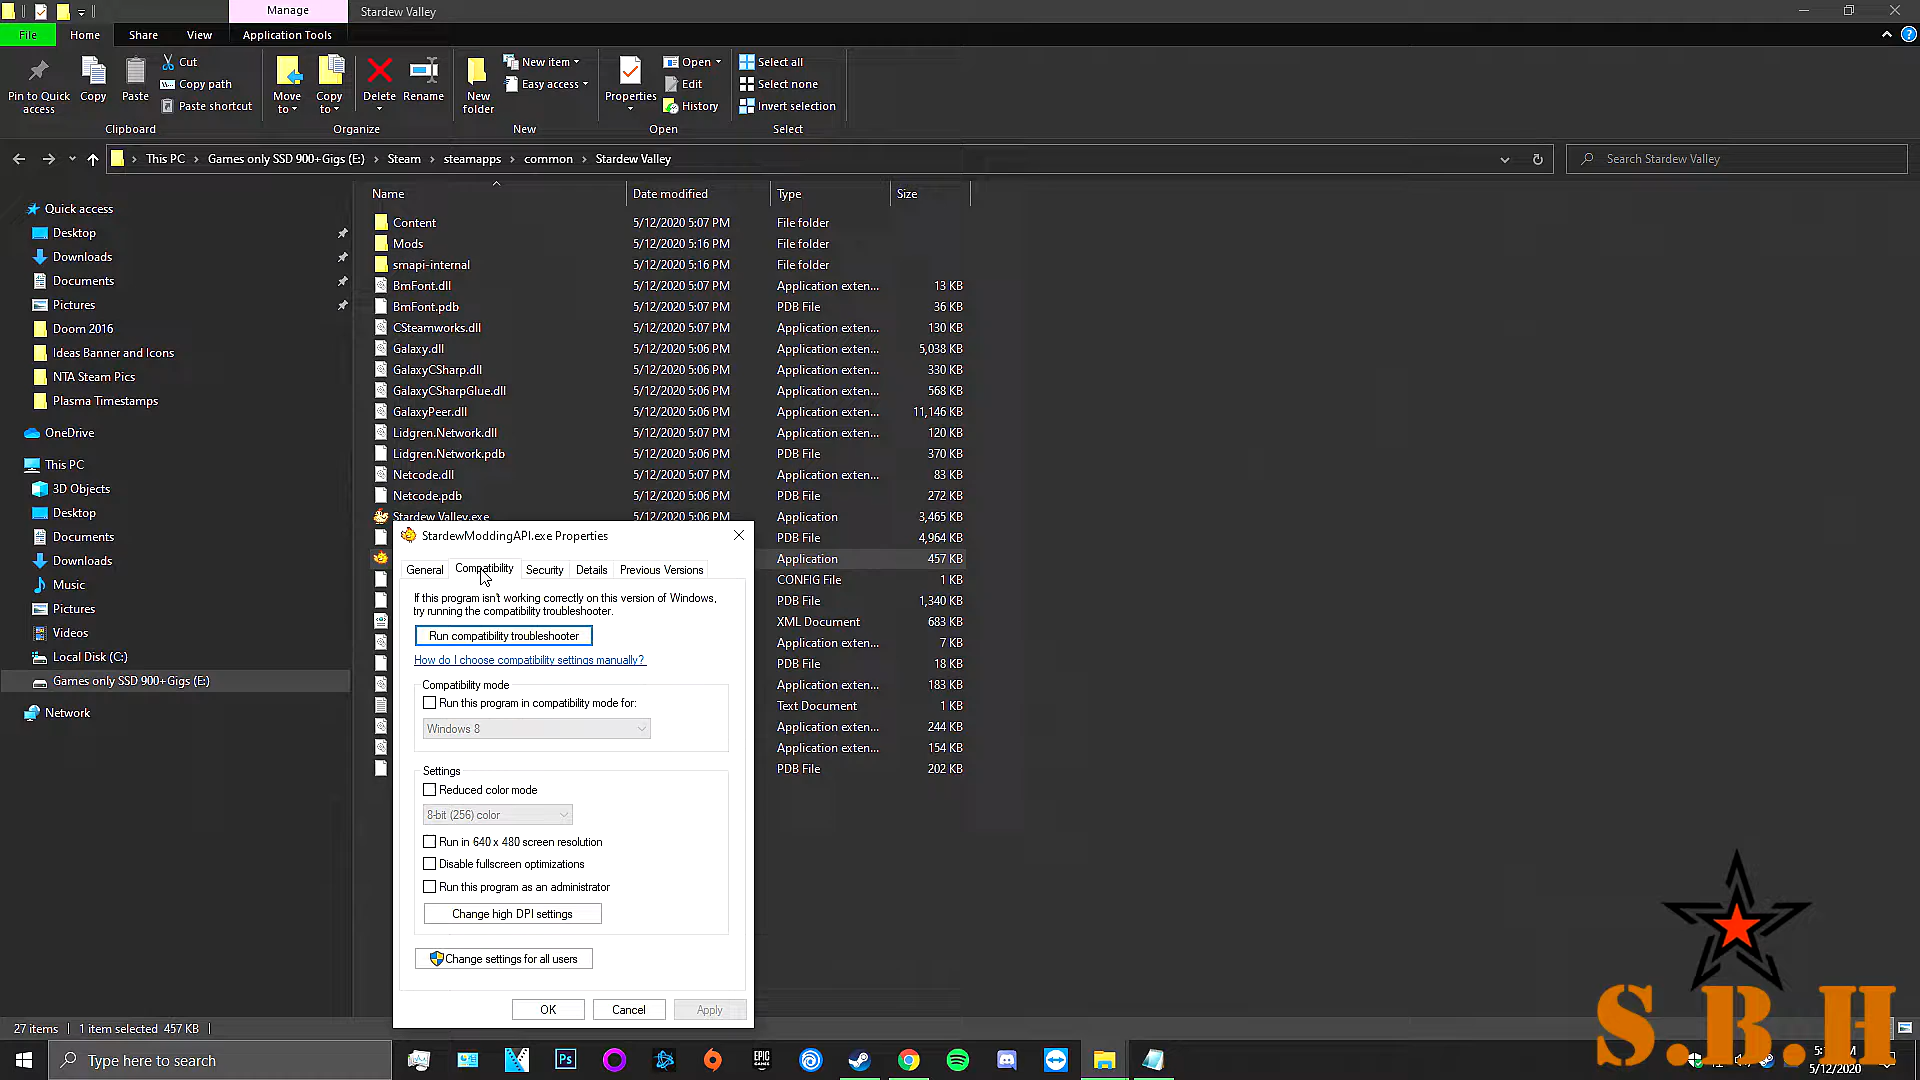 Manage
Stardew Valley
File
Home
Share
View
Application Tools
Pin to Quick access
Copy
Paste
Cut
Copy path
Paste shortcut
Clipboard
Move to
Copy to
Delete
Rename
Organize
New folder
New item
Easy access
New
Properties
Open
Edit
History
Open
Select all
Select none
Invert selection
Select
This PC
Games only SSD 900+Gigs (E:)
Steam
steamapps
common
Stardew Valley
Search Stardew Valley
Quick access
Desktop
Downloads
Documents
Pictures
Doom 2016
Ideas Banner and Icons
NTA Steam Pics
Plasma Timestamps
OneDrive
This PC
3D Objects
Desktop
Documents
Downloads
Music
Pictures
Videos
Local Disk (C:)
Games only SSD 900+Gigs (E:)
Network
Name Date modified Type Size
Content 5/12/2020 5:07 PM File folder
Mods 5/12/2020 5:16 PM File folder
smapi-internal 5/12/2020 5:16 PM File folder
BmFont.dll 5/12/2020 5:07 PM Application exten... 13 KB
BmFont.pdb 5/12/2020 5:07 PM PDB File 36 KB
CSteamworks.dll 5/12/2020 5:07 PM Application exten... 130 KB
Galaxy.dll 5/12/2020 5:06 PM Application exten... 5,038 KB
GalaxyCSharp.dll 5/12/2020 5:06 PM Application exten... 330 KB
GalaxyCSharpGlue.dll 5/12/2020 5:06 PM Application exten... 568 KB
GalaxyPeer.dll 5/12/2020 5:06 PM Application exten... 11,146 KB
Lidgren.Network.dll 5/12/2020 5:07 PM Application exten... 120 KB
Lidgren.Network.pdb 5/12/2020 5:07 PM PDB File 370 KB
Netcode.dll 5/12/2020 5:07 PM Application exten... 83 KB
Netcode.pdb 5/12/2020 5:06 PM PDB File 272 KB
Stardew Valley.exe 5/12/2020 5:06 PM Application 3,465 KB
PDB File 4,964 KB
Application 457 KB
CONFIG File 1 KB
PDB File 1,340 KB
XML Document 683 KB
Application exten... 7 KB
PDB File 18 KB
Application exten... 183 KB
Text Document 1 KB
Application exten... 244 KB
Application exten... 154 KB
PDB File 202 KB
StardewModdingAPI.exe Properties
General
Compatibility
Security
Details
Previous Versions
If this program isn't working correctly on this version of Windows,
try running the compatibility troubleshooter.
Run compatibility troubleshooter
How do I choose compatibility settings manually?
Compatibility mode
Run this program in compatibility mode for:
Windows 8
Settings
Reduced color mode
8-bit (256) color
Run in 640 x 480 screen resolution
Disable fullscreen optimizations
Run this program as an administrator
Change high DPI settings
Change settings for all users
OK
Cancel
Apply
27 items
1 item selected 457 KB
Type here to search
Ps
EPIC GAMES
5/12/2020
S.B.H